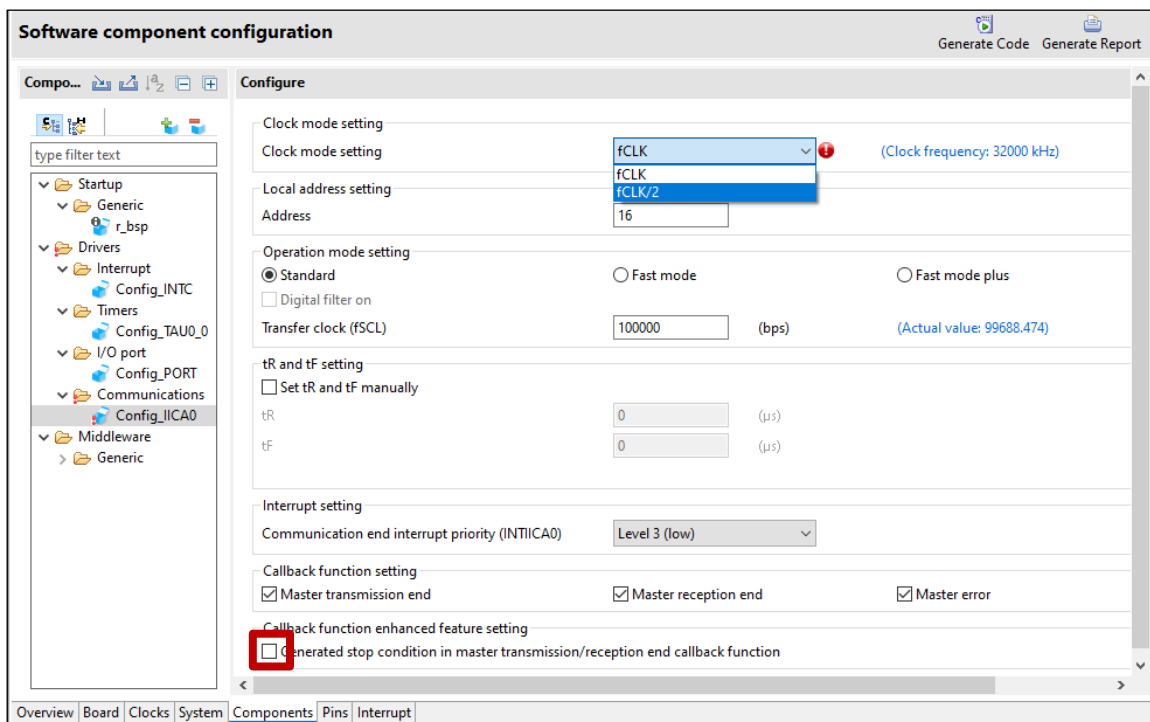 Software component configuration
Generate Code Generate Report
Compo...
Configure
type filter text
Startup
Generic
r_bsp
Drivers
Interrupt
Config_INTC
Timers
Config_TAU0_0
I/O port
Config_PORT
Communications
Config_IICA0
Middleware
Generic
Clock mode setting
Clock mode setting fCLK (Clock frequency: 32000 kHz)
fCLK
fCLK/2
Local address setting
Address 16
Operation mode setting
Standard Fast mode Fast mode plus
Digital filter on
Transfer clock (fSCL) 100000 (bps) (Actual value: 99688.474)
tR and tF setting
Set tR and tF manually
tR 0 (µs)
tF 0 (µs)
Interrupt setting
Communication end interrupt priority (INTIICA0) Level 3 (low)
Callback function setting
Master transmission end Master reception end Master error
Callback function enhanced feature setting
Generated stop condition in master transmission/reception end callback function
Overview Board Clocks System Components Pins Interrupt